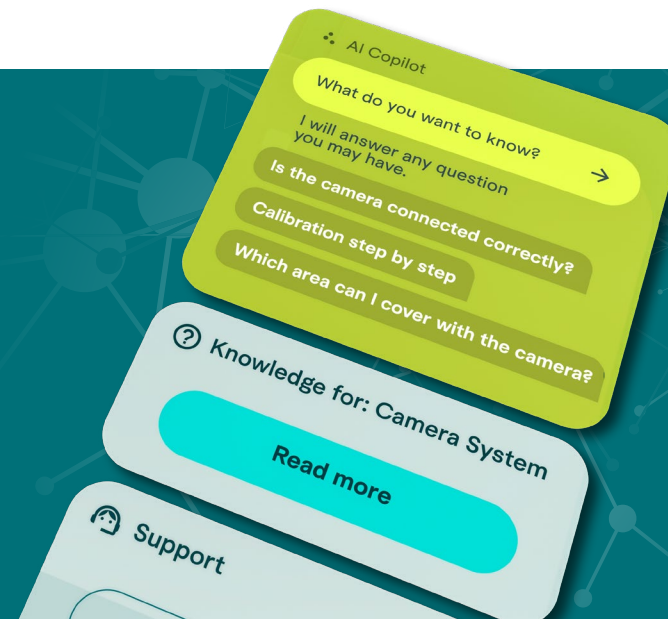 AI Copilot
What do you want to know?
I will answer any question
you may have.
Is the camera connected correctly?
Calibration step by step
Which area can I cover with the camera?
Knowledge for: Camera System
Read more
Support